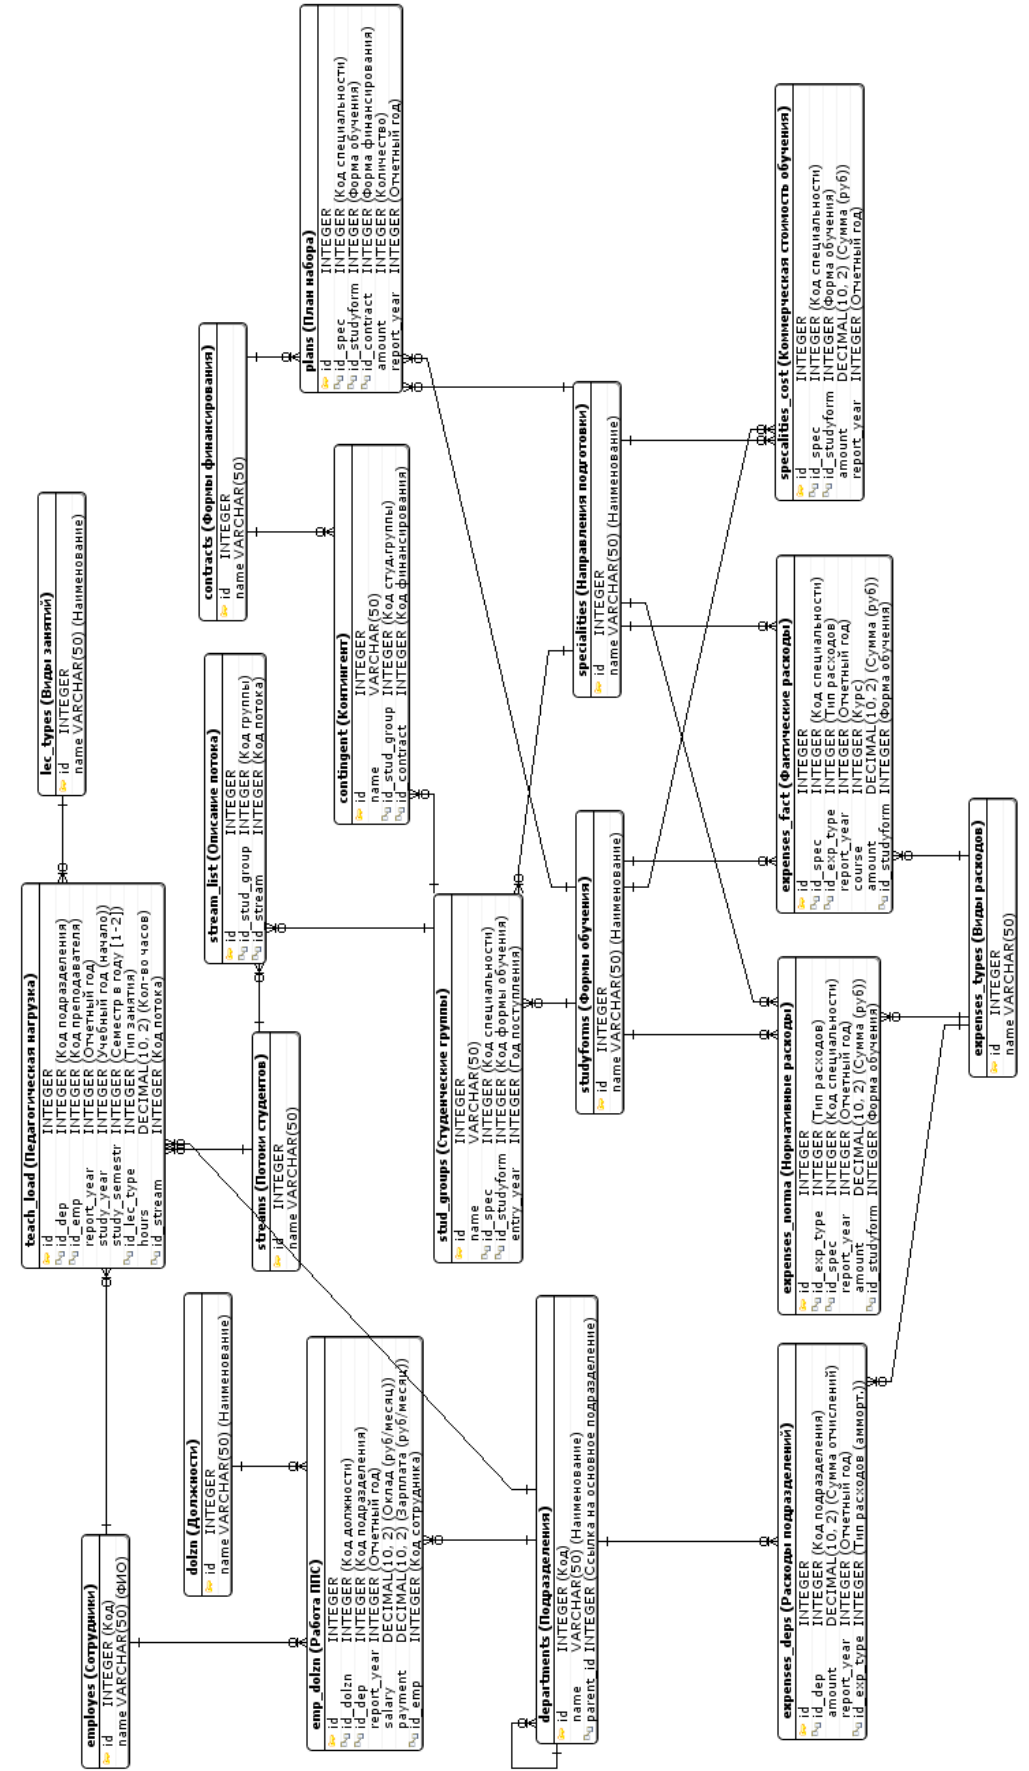 employes (Сотрудники)
id INTEGER (Код)
name VARCHAR(50) (ФИО)
teach_load (Педагогическая нагрузка)
id INTEGER
id_dep INTEGER (Код подразделения)
id_emp INTEGER (Код преподавателя)
report_year INTEGER (Отчетный год)
study_year INTEGER (Учебный год (начало))
study_semestr INTEGER (Семестр в году [1-2])
id_lec_type INTEGER (Тип занятия)
hours DECIMAL(10, 2) (Кол-во часов)
id_stream INTEGER (Код потока)
lec_types (Виды занятий)
id INTEGER
name VARCHAR(50) (Наименование)
dolzn (Должности)
id INTEGER
name VARCHAR(50) (Наименование)
streams (Потоки студентов)
id INTEGER
name VARCHAR(50)
stream_list (Описание потока)
id INTEGER
id_stud_group INTEGER (Код группы)
id_stream INTEGER (Код потока)
contracts (Формы финансирования)
id INTEGER
name VARCHAR(50)
plans (План набора)
id INTEGER
id_spec INTEGER (Код специальности)
id_studyform INTEGER (Форма обучения)
id_contract INTEGER (Форма финансирования)
amount INTEGER (Количество)
report_year INTEGER (Отчетный год)
emp_dolzn (Работа ППС)
id INTEGER
id_dolzn INTEGER (Код должности)
id_dep INTEGER (Код подразделения)
report_year INTEGER (Отчетный год)
salary DECIMAL(10, 2) (Оклад (руб/месяц))
payment DECIMAL(10, 2) (Зарплата (руб/месяц))
id_emp INTEGER (Код сотрудника)
contingent (Контингент)
id INTEGER
name VARCHAR(50)
id_stud_group INTEGER (Код студ.группы)
id_contract INTEGER (Код финансирования)
stud_groups (Студенческие группы)
id INTEGER
name VARCHAR(50)
id_spec INTEGER (Код специальности)
id_studyform INTEGER (Код формы обучения)
entry_year INTEGER (Год поступления)
departments (Подразделения)
id INTEGER (Код)
name VARCHAR(50) (Наименование)
parent_id INTEGER (Ссылка на основное подразделение)
studyforms (Формы обучения)
id INTEGER
name VARCHAR(50) (Наименование)
specialities (Направления подготовки)
id INTEGER
name VARCHAR(50) (Наименование)
expenses_deps (Расходы подразделений)
id INTEGER
id_dep INTEGER (Код подразделения)
amount DECIMAL(10, 2) (Сумма отчислений)
report_year INTEGER (Отчетный год)
id_exp_type INTEGER (Тип расходов (амморт.))
expenses_norma (Нормативные расходы)
id INTEGER
id_exp_type INTEGER (Тип расходов)
id_spec INTEGER (Код специальности)
report_year INTEGER (Отчетный год)
amount DECIMAL(10, 2) (Сумма (руб))
id_studyform INTEGER (Форма обучения)
expenses_fact (Фактические расходы)
id INTEGER
id_spec INTEGER (Код специальности)
id_exp_type INTEGER (Тип расходов)
report_year INTEGER (Отчетный год)
course INTEGER (Курс)
amount DECIMAL(10, 2) (Сумма (руб))
id_studyform INTEGER (Форма обучения)
specalities_cost (Коммерческая стоимость обучения)
id INTEGER
id_spec INTEGER (Код специальности)
id_studyform INTEGER (Форма обучения)
amount DECIMAL(10, 2) (Сумма (руб))
report_year INTEGER (Отчетный год)
expenses_types (Виды расходов)
id INTEGER
name VARCHAR(50)